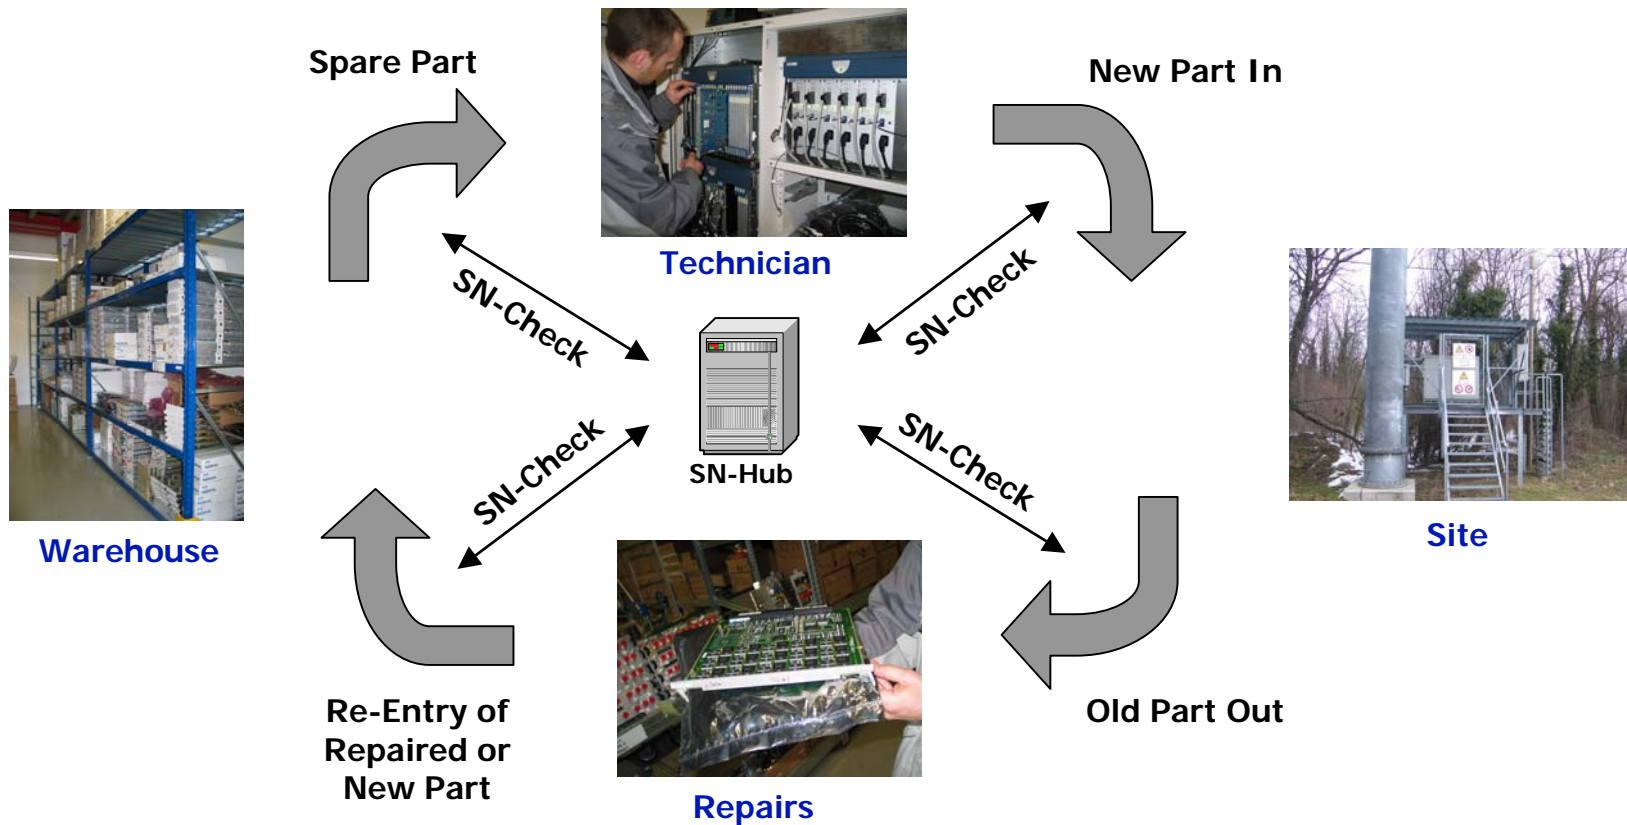 Spare Part
New Part In
Technician
SN-Check
SN-Check
SN-Hub
SN-Check
SN-Check
Warehouse
Site
Re-Entry of
Repaired or
New Part
Old Part Out
Repairs